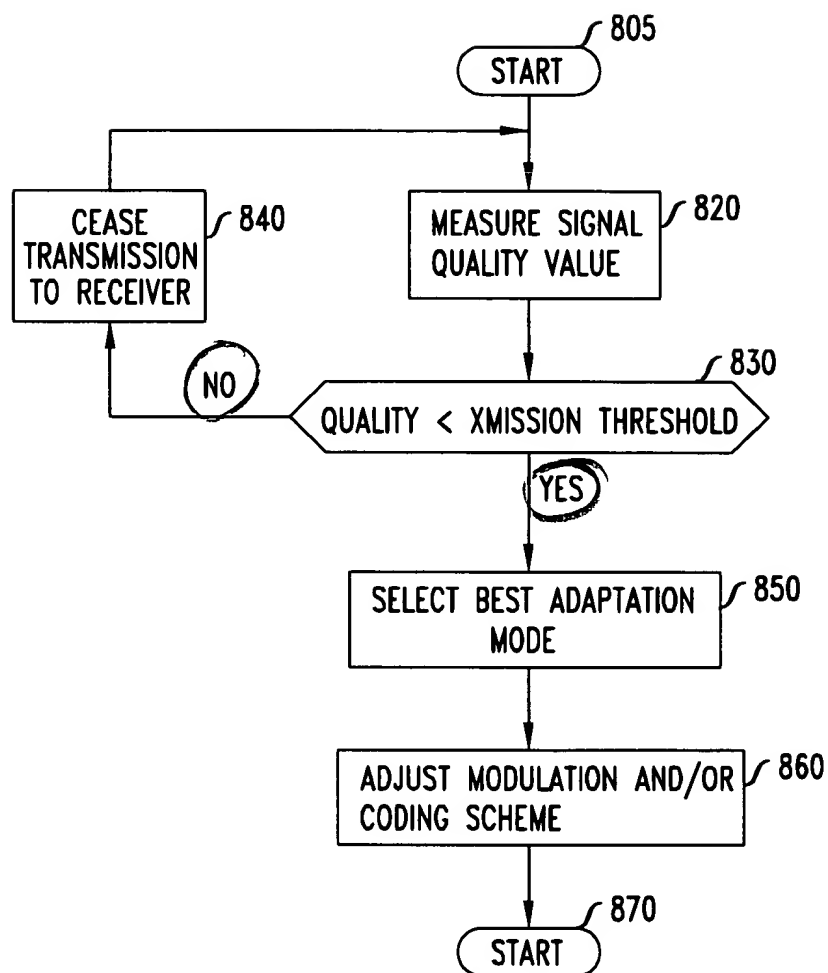 805
START
CEASE
TRANSMISSION
TO RECEIVER
840
MEASURE SIGNAL
QUALITY VALUE
820
830
NO
QUALITY < XMISSION THRESHOLD
YES
SELECT BEST ADAPTATION
MODE
850
ADJUST MODULATION AND/OR
CODING SCHEME
860
870
START